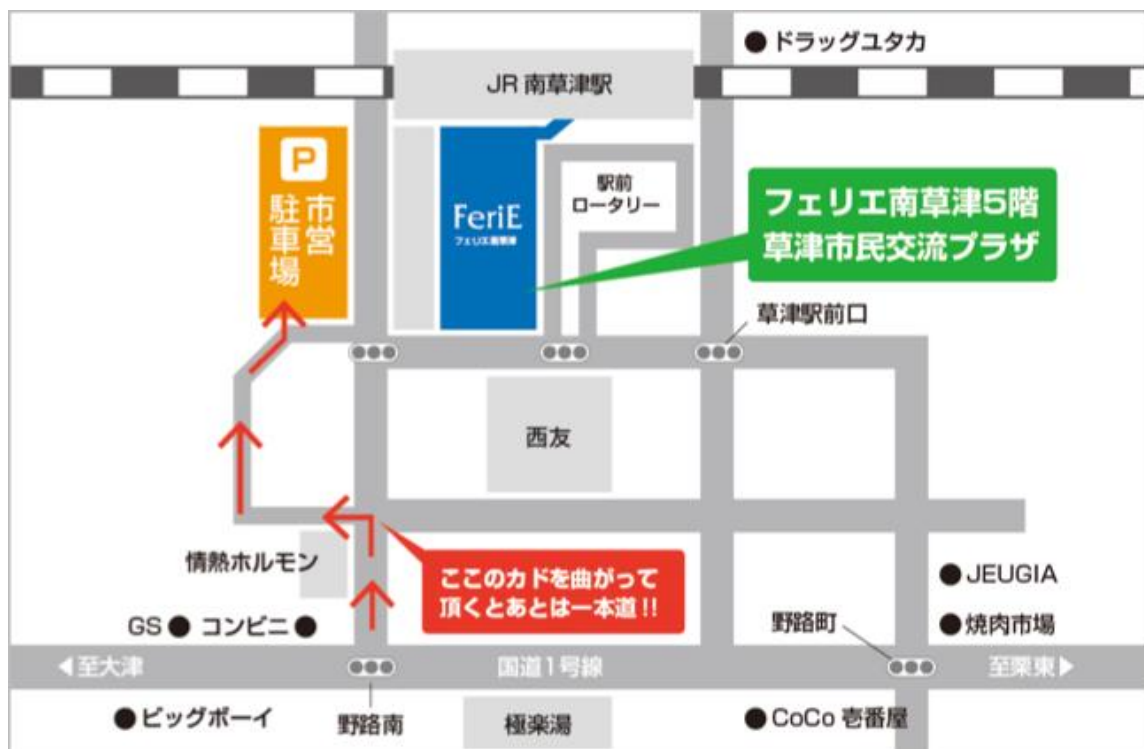 ドラッグユタカ
JR 南草津駅
P
市営
駐車場
FeriE
フェリエ南草津
駅前
ロータリー
フェリエ南草津5階
草津市民交流プラザ
草津駅前口
西友
情熱ホルモン
ここのカドを曲がって
頂くとあとは一本道!!
JEUGIA
GS
コンビニ
野路町
焼肉市場
至大津
国道1号線
至栗東
ビッグボーイ
野路南
極楽湯
CoCo 壱番屋